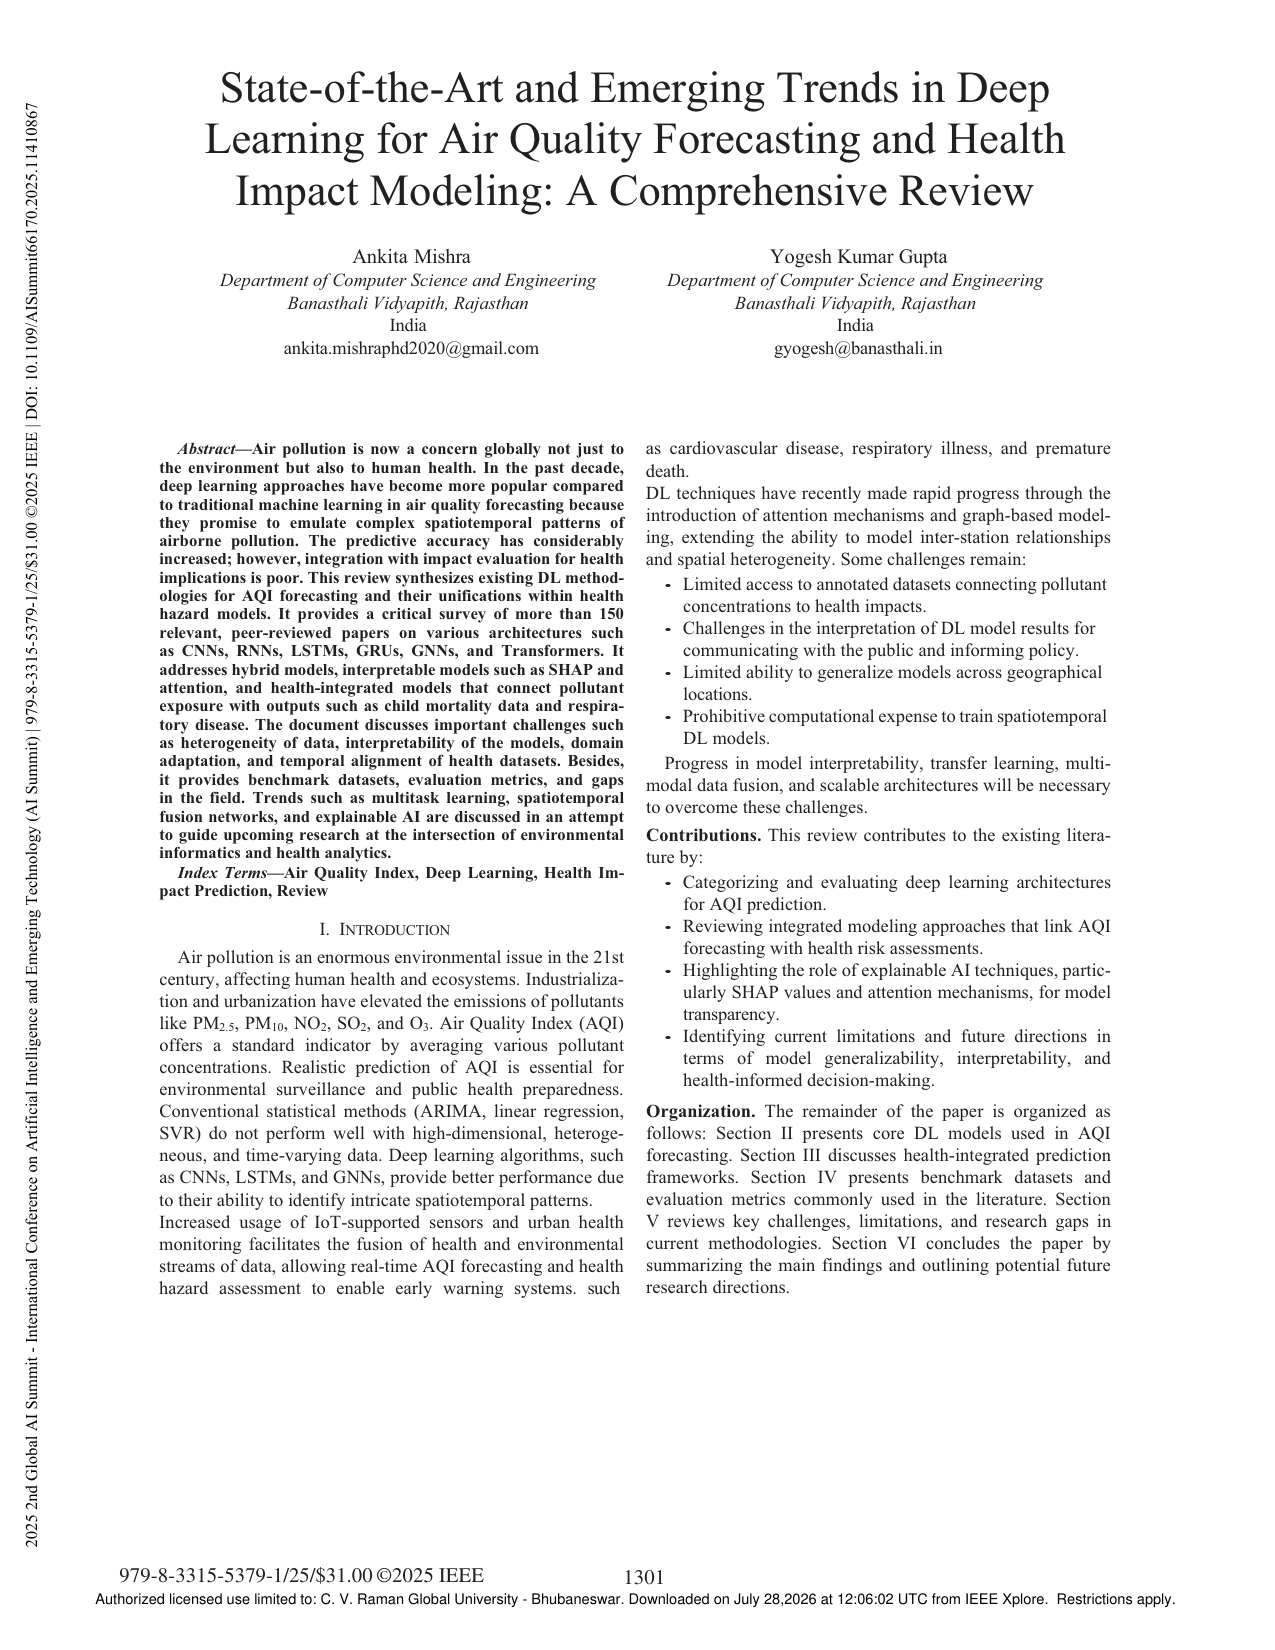 State-of-the-Art and Emerging Trends in Deep
Learning for Air Quality Forecasting and Health
Impact Modeling: A Comprehensive Review
Ankita Mishra
Department of Computer Science and Engineering
Banasthali Vidyapith, Rajasthan
India
ankita.mishraphd2020@gmail.com
Yogesh Kumar Gupta
Department of Computer Science and Engineering
Banasthali Vidyapith, Rajasthan
India
gyogesh@banasthali.in
Abstract—Air pollution is now a concern globally not just to
the environment but also to human health. In the past decade,
deep learning approaches have become more popular compared
to traditional machine learning in air quality forecasting because
they promise to emulate complex spatiotemporal patterns of
airborne pollution. The predictive accuracy has considerably
increased; however, integration with impact evaluation for health
implications is poor. This review synthesizes existing DL method-
ologies for AQI forecasting and their unifications within health
hazard models. It provides a critical survey of more than 150
relevant, peer-reviewed papers on various architectures such
as CNNs, RNNs, LSTMs, GRUs, GNNs, and Transformers. It
addresses hybrid models, interpretable models such as SHAP and
attention, and health-integrated models that connect pollutant
exposure with outputs such as child mortality data and respira-
tory disease. The document discusses important challenges such
as heterogeneity of data, interpretability of the models, domain
adaptation, and temporal alignment of health datasets. Besides,
it provides benchmark datasets, evaluation metrics, and gaps
in the field. Trends such as multitask learning, spatiotemporal
fusion networks, and explainable AI are discussed in an attempt
to guide upcoming research at the intersection of environmental
informatics and health analytics.
Index Terms—Air Quality Index, Deep Learning, Health Im-
pact Prediction, Review
I. INTRODUCTION
Air pollution is an enormous environmental issue in the 21st
century, affecting human health and ecosystems. Industrializa-
tion and urbanization have elevated the emissions of pollutants
like PM2.5, PM10, NO2, SO2, and O3. Air Quality Index (AQI)
offers a standard indicator by averaging various pollutant
concentrations. Realistic prediction of AQI is essential for
environmental surveillance and public health preparedness.
Conventional statistical methods (ARIMA, linear regression,
SVR) do not perform well with high-dimensional, heteroge-
neous, and time-varying data. Deep learning algorithms, such
as CNNs, LSTMs, and GNNs, provide better performance due
to their ability to identify intricate spatiotemporal patterns.
Increased usage of IoT-supported sensors and urban health
monitoring facilitates the fusion of health and environmental
streams of data, allowing real-time AQI forecasting and health
hazard assessment to enable early warning systems. such
as cardiovascular disease, respiratory illness, and premature
death.
DL techniques have recently made rapid progress through the
introduction of attention mechanisms and graph-based model-
ing, extending the ability to model inter-station relationships
and spatial heterogeneity. Some challenges remain:
- Limited access to annotated datasets connecting pollutant
concentrations to health impacts.
- Challenges in the interpretation of DL model results for
communicating with the public and informing policy.
- Limited ability to generalize models across geographical
locations.
- Prohibitive computational expense to train spatiotemporal
DL models.
Progress in model interpretability, transfer learning, multi-
modal data fusion, and scalable architectures will be necessary
to overcome these challenges.
Contributions. This review contributes to the existing litera-
ture by:
- Categorizing and evaluating deep learning architectures
for AQI prediction.
- Reviewing integrated modeling approaches that link AQI
forecasting with health risk assessments.
- Highlighting the role of explainable AI techniques, partic-
ularly SHAP values and attention mechanisms, for model
transparency.
- Identifying current limitations and future directions in
terms of model generalizability, interpretability, and
health-informed decision-making.
Organization. The remainder of the paper is organized as
follows: Section II presents core DL models used in AQI
forecasting. Section III discusses health-integrated prediction
frameworks. Section IV presents benchmark datasets and
evaluation metrics commonly used in the literature. Section
V reviews key challenges, limitations, and research gaps in
current methodologies. Section VI concludes the paper by
summarizing the main findings and outlining potential future
research directions.
2025 2nd Global AI Summit - International Conference on Artificial Intelligence and Emerging Technology (AI Summit) | 979-8-3315-5379-1/25/$31.00 ©2025 IEEE | DOI: 10.1109/AISummit66170.2025.11410867
979-8-3315-5379-1/25/$31.00 ©2025 IEEE
1301
Authorized licensed use limited to: C. V. Raman Global University - Bhubaneswar. Downloaded on July 28,2026 at 12:06:02 UTC from IEEE Xplore. Restrictions apply.